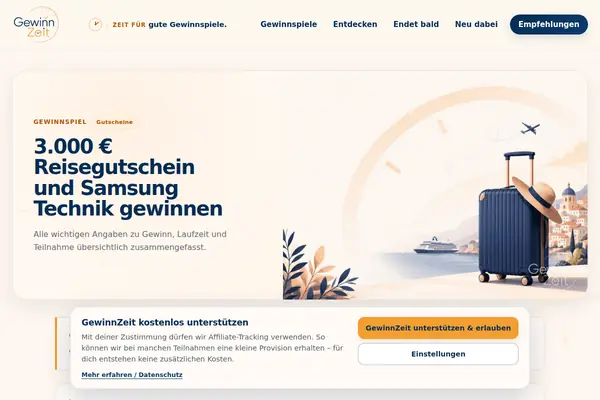 Gewinn
Zeit
ZEIT FÜR gute Gewinnspiele.
Gewinnspiele
Entdecken
Endet bald
Neu dabei
Empfehlungen
GEWINNSPIEL
Gutscheine
3.000 €
Reisegutschein
und Samsung
Technik gewinnen
Alle wichtigen Angaben zu Gewinn, Laufzeit und
Teilnahme übersichtlich zusammengefasst.
GewinnZeit kostenlos unterstützen
Mit deiner Zustimmung dürfen wir Affiliate-Tracking verwenden. So
können wir bei manchen Teilnahmen eine kleine Provision erhalten – für
dich entstehen keine zusätzlichen Kosten.
Mehr erfahren / Datenschutz
GewinnZeit unterstützen & erlauben
Einstellungen